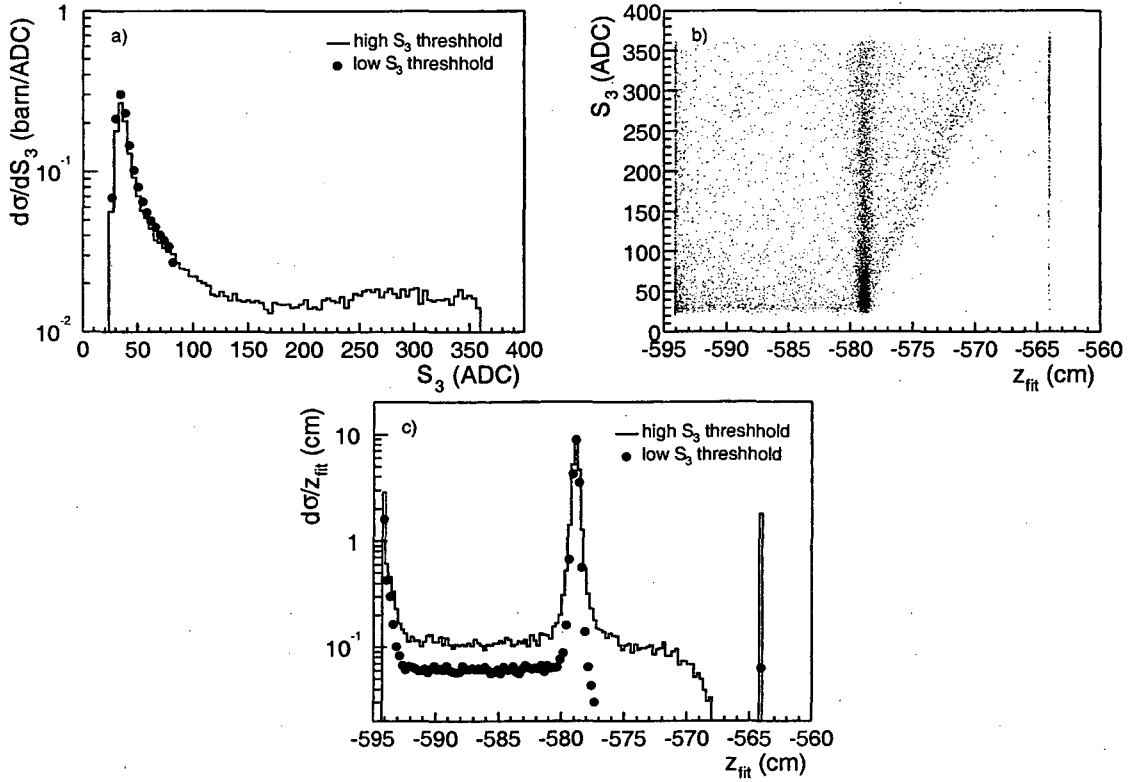 a)
high S3 threshhold
low S3 threshhold
dσ/dS3 (barn/ADC)
1
10-1
10-2
0 50 100 150 200 250 300 350 400
S3 (ADC)
b)
S3 (ADC)
400
350
300
250
200
150
100
50
0
-595 -590 -585 -580 -575 -570 -565 -560
zfit (cm)
c)
high S3 threshhold
low S3 threshhold
dσ/zfit (cm)
10
1
10-1
-595 -590 -585 -580 -575 -570 -565 -560
zfit (cm)